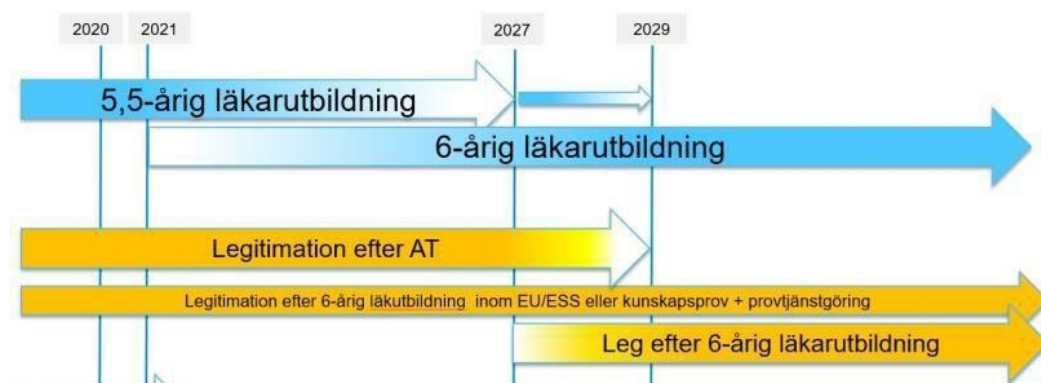 2020 2021 2027 2029
5,5-årig läkarutbildning
6-årig läkarutbildning
Legitimation efter AT
Legitimation efter 6-årig läkutbildning inom EU/ESS eller kunskapsprov + provtjänstgöring
Leg efter 6-årig läkarutbildning